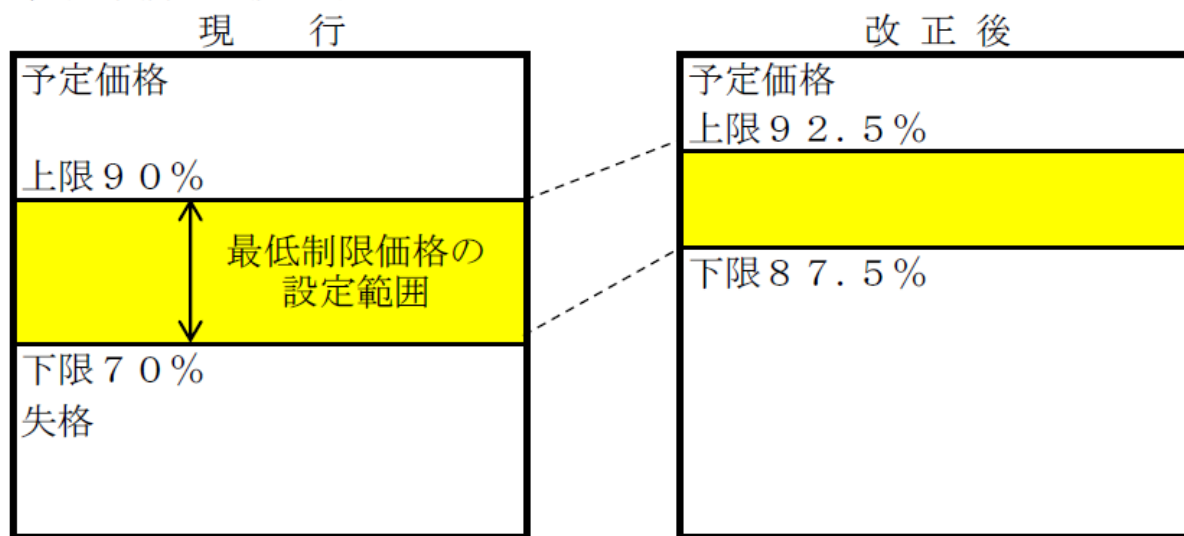 現　　行
予定価格
上限９０％
最低制限価格の
設定範囲
下限７０％
失格
改 正 後
予定価格
上限９２.５％
下限８７.５％